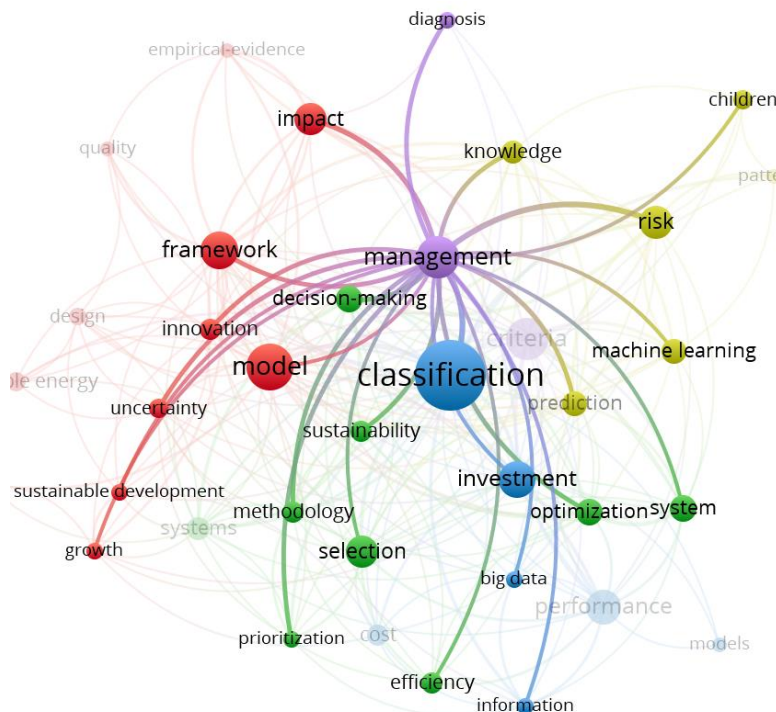 diagnosis
empirical-evidence
children
impact
quality
knowledge
patte
risk
framework
management
decision-making
design
innovation
criteria
machine learning
model
classification
ble energy
uncertainty
prediction
sustainability
investment
sustainable development
methodology
optimization
system
systems
growth
selection
big data
performance
prioritization
cost
models
efficiency
information